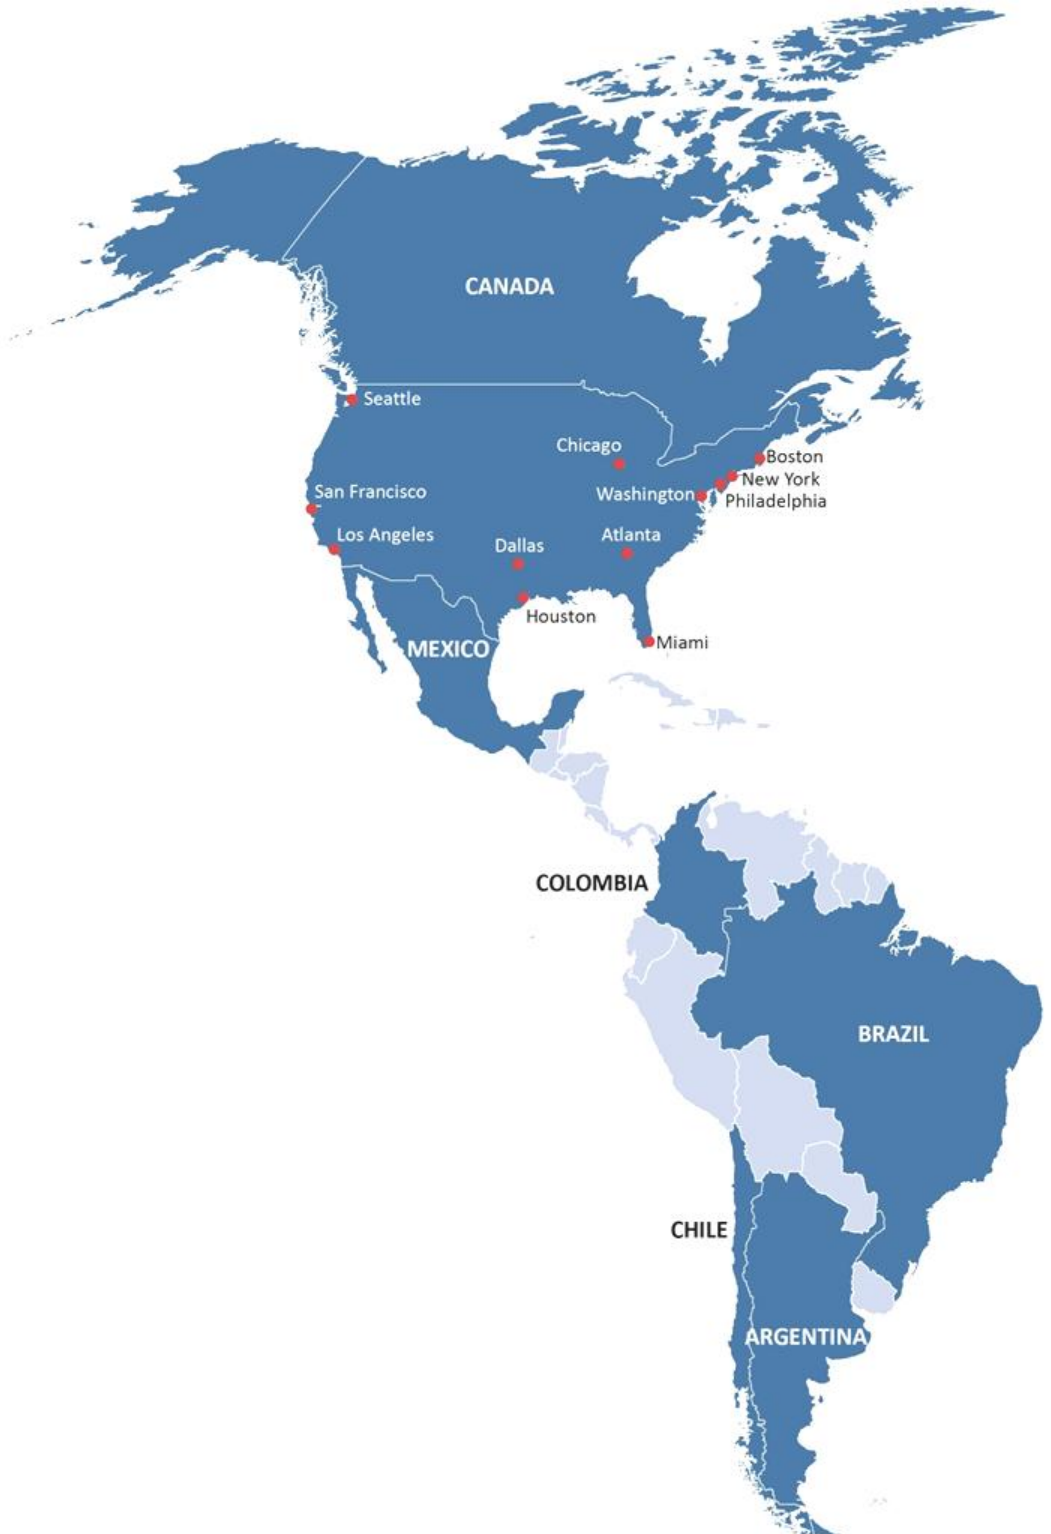 CANADA
Seattle
Chicago
Boston
New York
San Francisco
Washington
Philadelphia
Los Angeles
Atlanta
Dallas
Houston
Miami
MEXICO
COLOMBIA
BRAZIL
CHILE
ARGENTINA